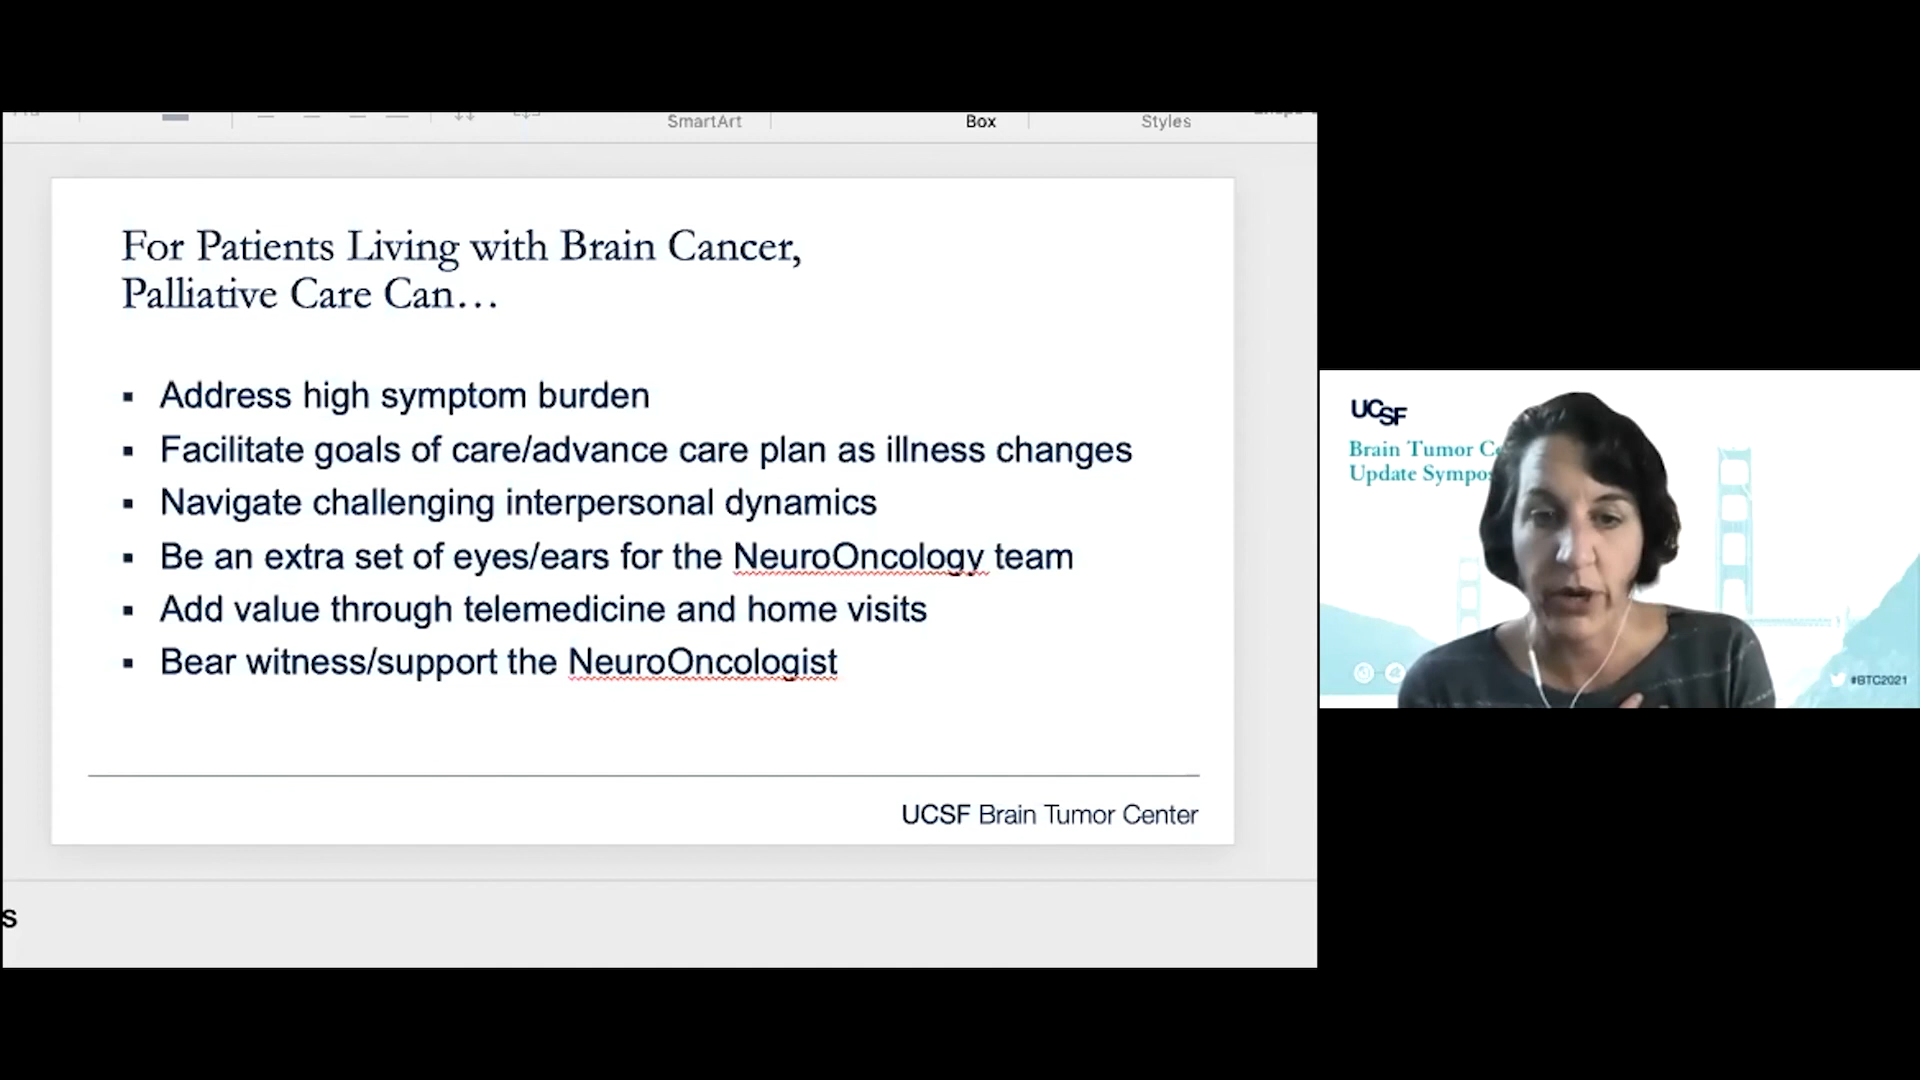 SmartArt
Box
Styles
For Patients Living with Brain Cancer,
Palliative Care Can…
▪ Address high symptom burden
▪ Facilitate goals of care/advance care plan as illness changes
▪ Navigate challenging interpersonal dynamics
▪ Be an extra set of eyes/ears for the NeuroOncology team
▪ Add value through telemedicine and home visits
▪ Bear witness/support the NeuroOncologist
UCSF Brain Tumor Center
s
UCSF
Brain Tumor
Update
#BTC2021